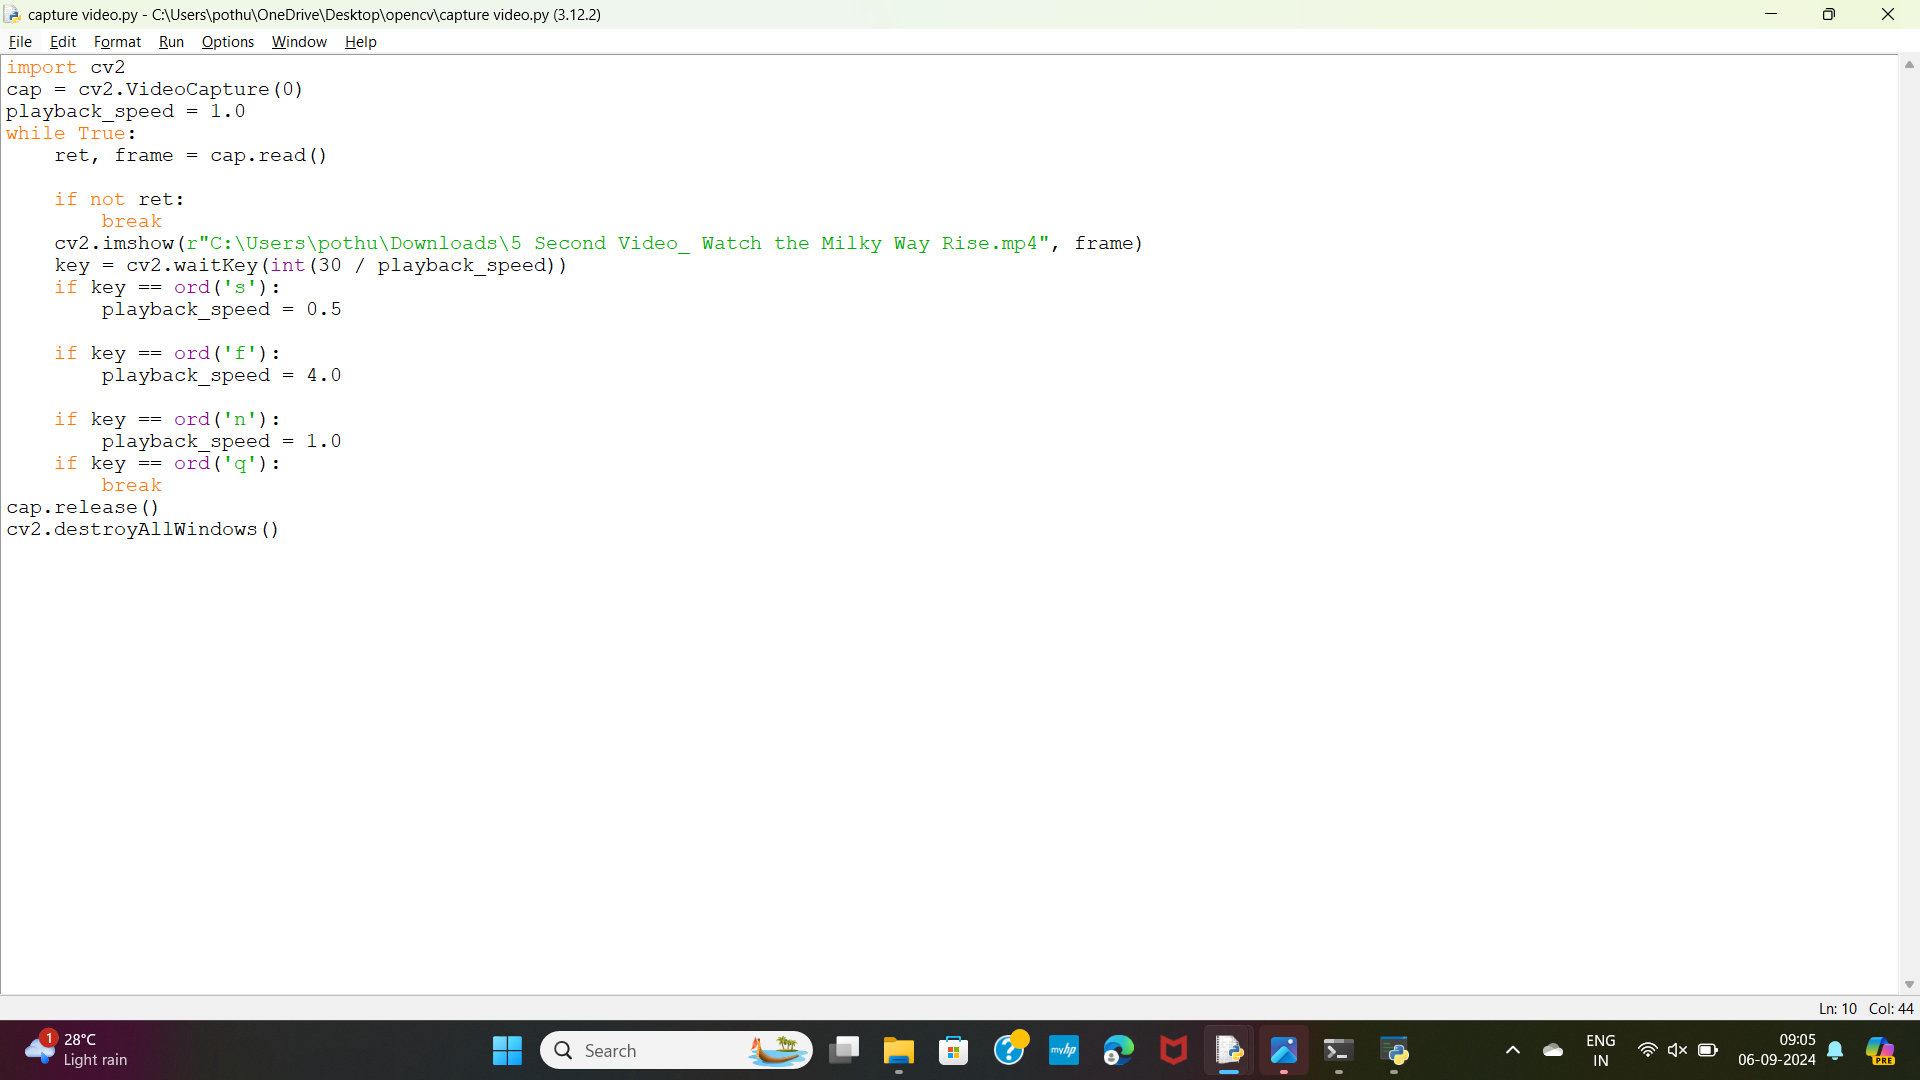 capture video.py - C:\Users\pothu\OneDrive\Desktop\opencv\capture video.py (3.12.2)
File Edit Format Run Options Window Help
import cv2
cap = cv2.VideoCapture(0)
playback_speed = 1.0
while True:
    ret, frame = cap.read()

    if not ret:
        break
    cv2.imshow(r"C:\Users\pothu\Downloads\5 Second Video_ Watch the Milky Way Rise.mp4", frame)
    key = cv2.waitKey(int(30 / playback_speed))
    if key == ord('s'):
        playback_speed = 0.5

    if key == ord('f'):
        playback_speed = 4.0

    if key == ord('n'):
        playback_speed = 1.0
    if key == ord('q'):
        break
cap.release()
cv2.destroyAllWindows()
Ln: 10 Col: 44
1
28°C
Light rain
Search
?
myhp
ENG
IN
09:05
06-09-2024
PRE